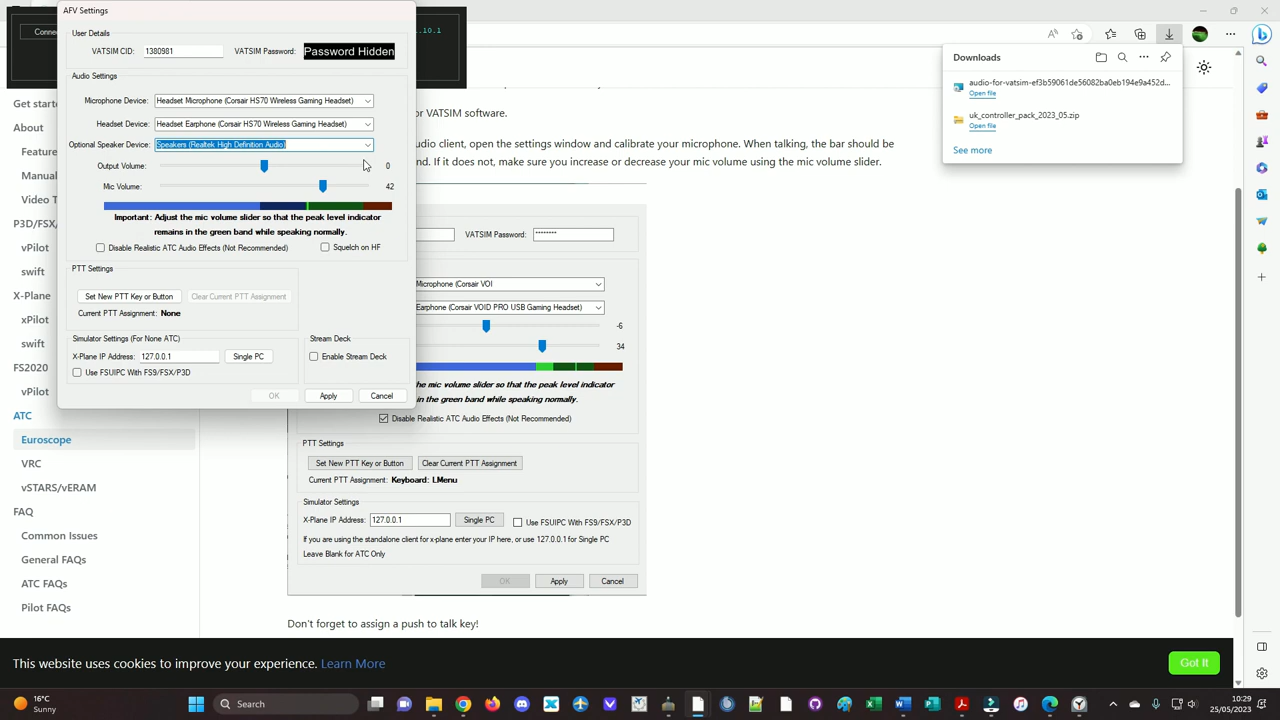 AFV Settings
User Details
VATSIM CID: 1380981 VATSIM Password: Password Hidden
Audio Settings
Microphone Device: Headset Microphone (Corsair HS70 Wireless Gaming Headset)
Headset Device: Headset Earphone (Corsair HS70 Wireless Gaming Headset)
Optional Speaker Device: Speakers (Realtek High Definition Audio)
Output Volume: 0
Mic Volume: 42
Important: Adjust the mic volume slider so that the peak level indicator
remains in the green band while speaking normally.
Disable Realistic ATC Audio Effects (Not Recommended) Squelch on HF
PTT Settings
Set New PTT Key or Button Clear Current PTT Assignment
Current PTT Assignment: None
Simulator Settings (For None ATC) Stream Deck
X-Plane IP Address: 127.0.0.1 Single PC Enable Stream Deck
Use FSUIPC With FS9/FSX/P3D
OK Apply Cancel
Conne
.10.1
Get starte
About
Feature
Manual
Video T
P3D/FSX/
vPilot
swift
X-Plane
xPilot
swift
FS2020
vPilot
ATC
Euroscope
VRC
vSTARS/vERAM
FAQ
Common Issues
General FAQs
ATC FAQs
Pilot FAQs
or VATSIM software.
udio client, open the settings window and calibrate your microphone. When talking, the bar should be
nd. If it does not, make sure you increase or decrease your mic volume using the mic volume slider.
VATSIM Password: ********
Microphone (Corsair VOI
Earphone (Corsair VOID PRO USB Gaming Headset)
-6
34
he mic volume slider so that the peak level indicator
in the green band while speaking normally.
Disable Realistic ATC Audio Effects (Not Recommended)
PTT Settings
Set New PTT Key or Button Clear Current PTT Assignment
Current PTT Assignment: Keyboard: LMenu
Simulator Settings
X-Plane IP Address: 127.0.0.1 Single PC Use FSUIPC With FS9/FSX/P3D
If you are using the standalone client for x-plane enter your IP here, or use 127.0.0.1 for Single PC
Leave Blank for ATC Only
OK Apply Cancel
Don't forget to assign a push to talk key!
Downloads
audio-for-vatsim-ef3b59061de56082ba0eb194e9a452d...
Open file
uk_controller_pack_2023_05.zip
Open file
See more
This website uses cookies to improve your experience. Learn More
Got It
16°C
Sunny
Search
10:29
25/05/2023